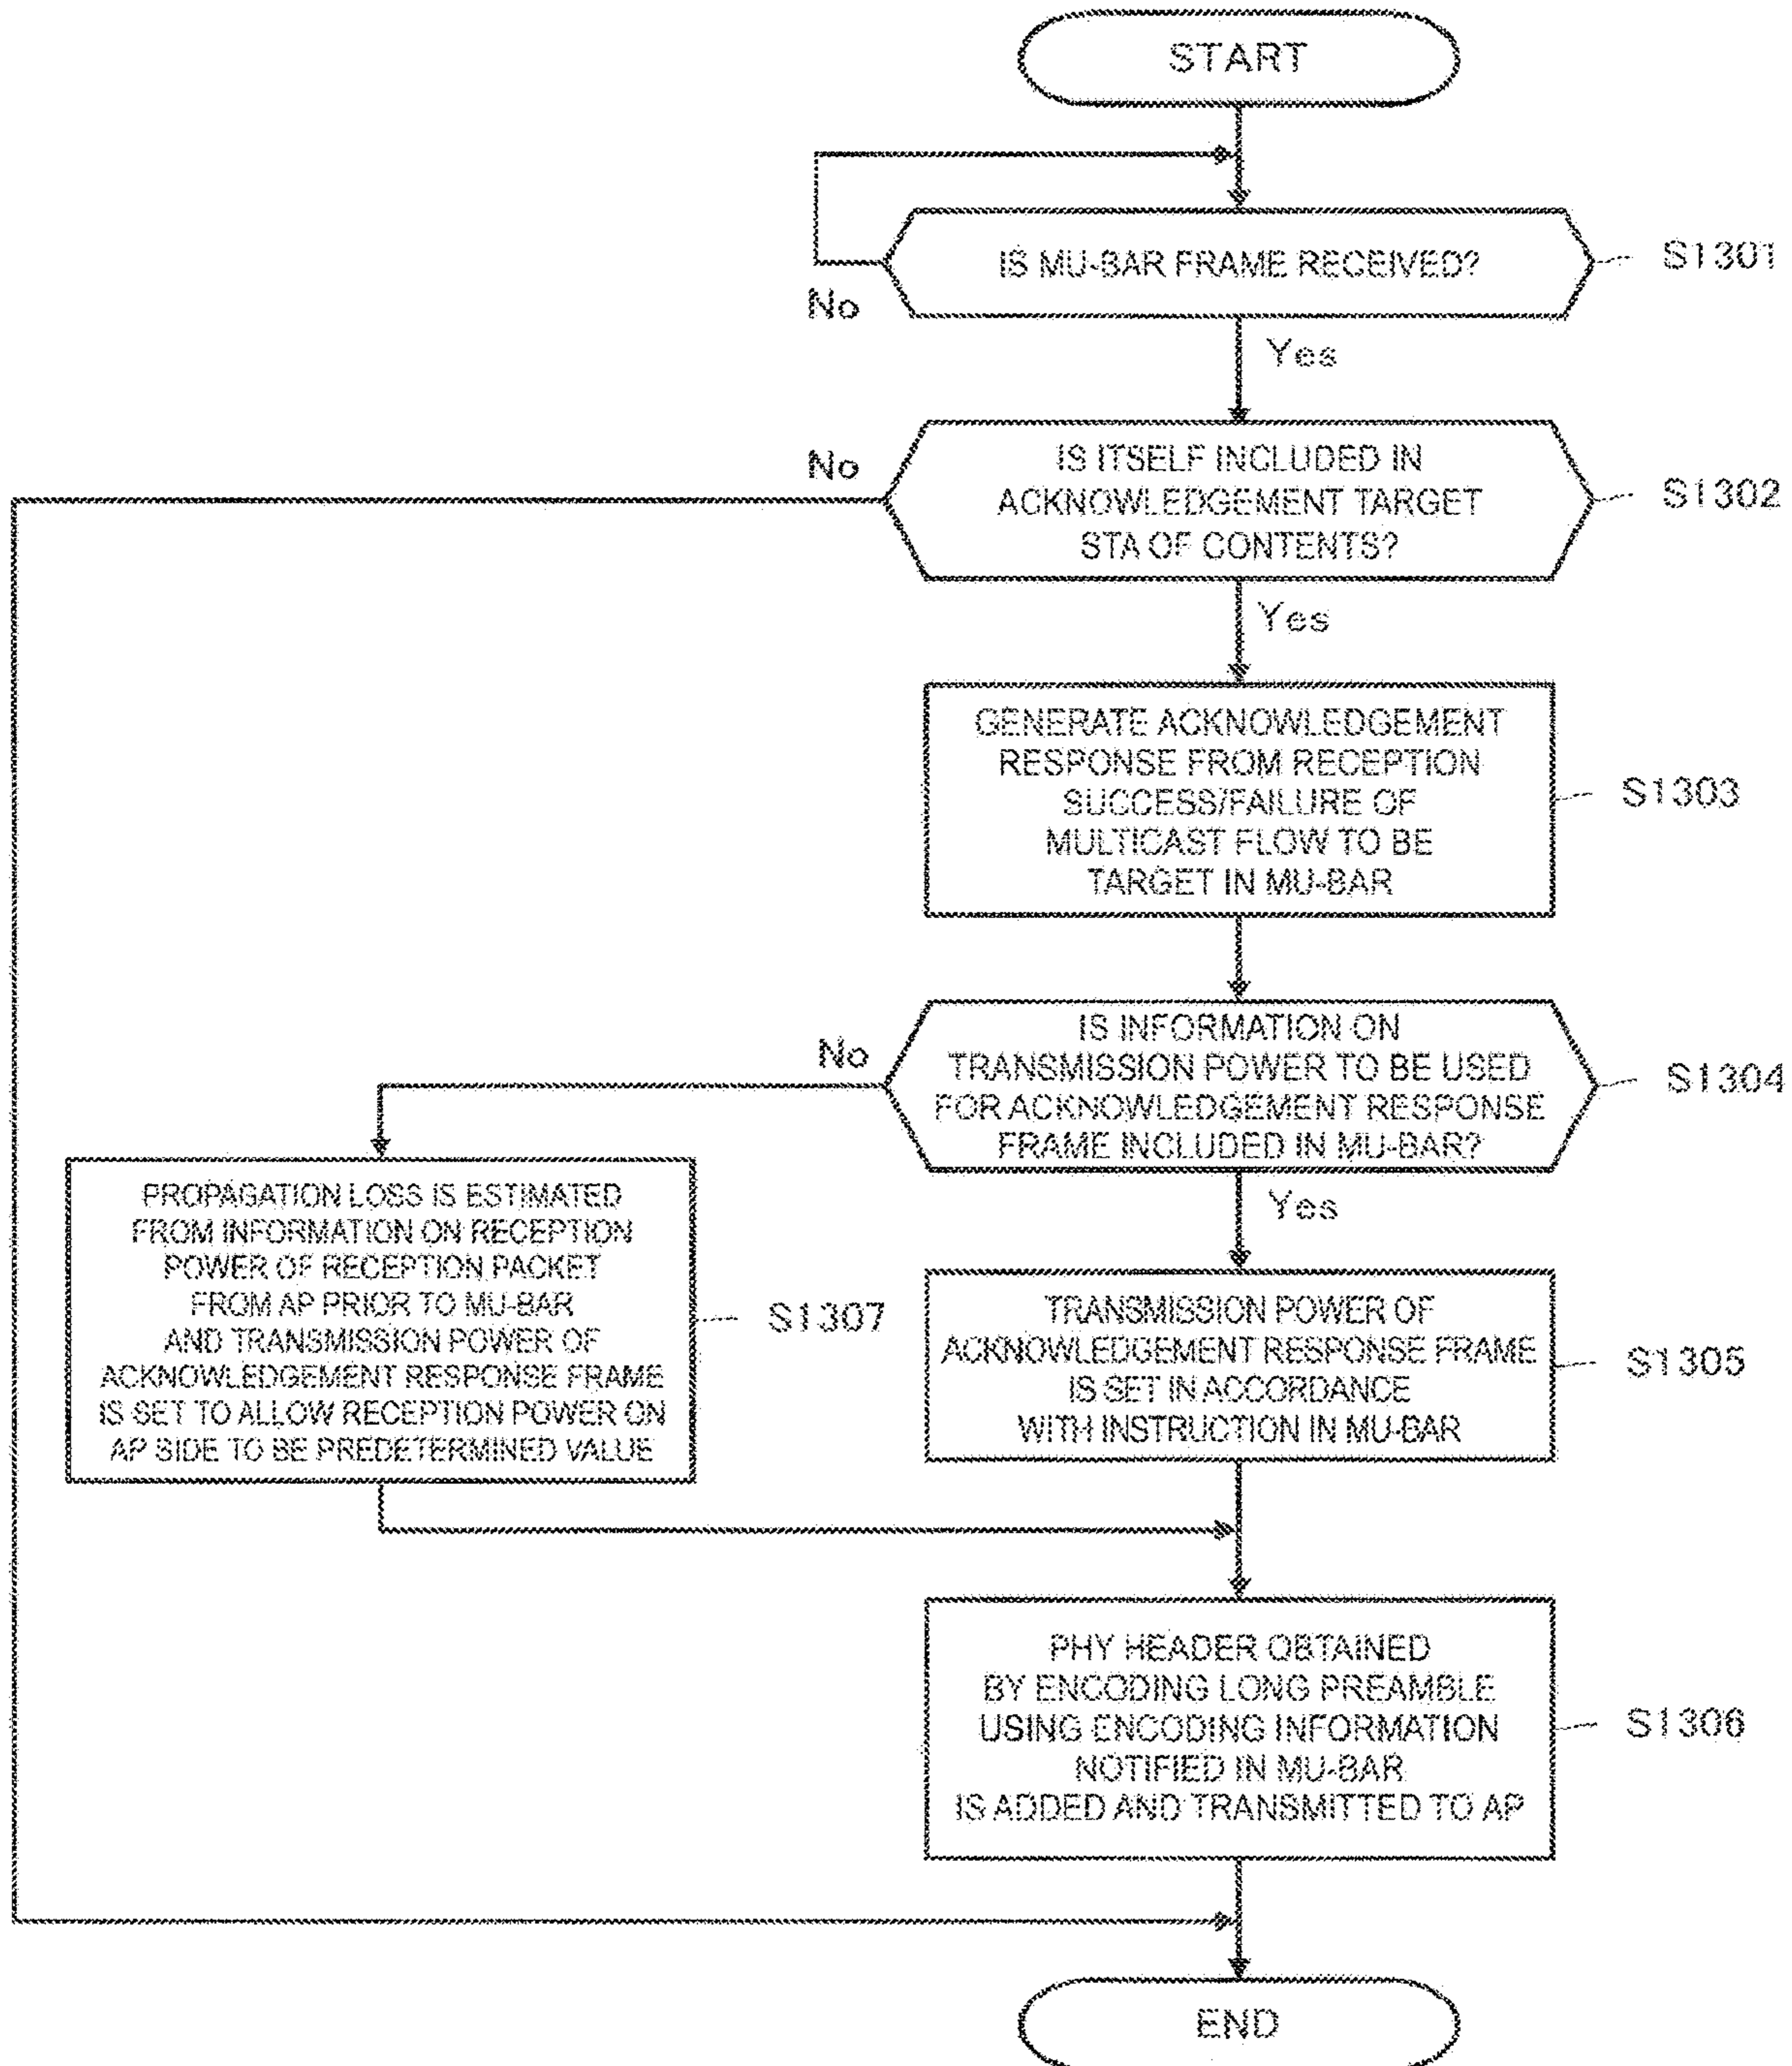 START
IS MU-BAR FRAME RECEIVED?
S1301
No
Yes
IS ITSELF INCLUDED IN
ACKNOWLEDGEMENT TARGET
STA OF CONTENTS?
S1302
No
Yes
GENERATE ACKNOWLEDGEMENT
RESPONSE FROM RECEPTION
SUCCESS/FAILURE OF
MULTICAST FLOW TO BE
TARGET IN MU-BAR
S1303
IS INFORMATION ON
TRANSMISSION POWER TO BE USED
FOR ACKNOWLEDGEMENT RESPONSE
FRAME INCLUDED IN MU-BAR?
S1304
No
Yes
PROPAGATION LOSS IS ESTIMATED
FROM INFORMATION ON RECEPTION
POWER OF RECEPTION PACKET
FROM AP PRIOR TO MU-BAR
AND TRANSMISSION POWER OF
ACKNOWLEDGEMENT RESPONSE FRAME
IS SET TO ALLOW RECEPTION POWER ON
AP SIDE TO BE PREDETERMINED VALUE
S1307
TRANSMISSION POWER OF
ACKNOWLEDGEMENT RESPONSE FRAME
IS SET IN ACCORDANCE
WITH INSTRUCTION IN MU-BAR
S1305
PHY HEADER OBTAINED
BY ENCODING LONG PREAMBLE
USING ENCODING INFORMATION
NOTIFIED IN MU-BAR
IS ADDED AND TRANSMITTED TO AP
S1306
END